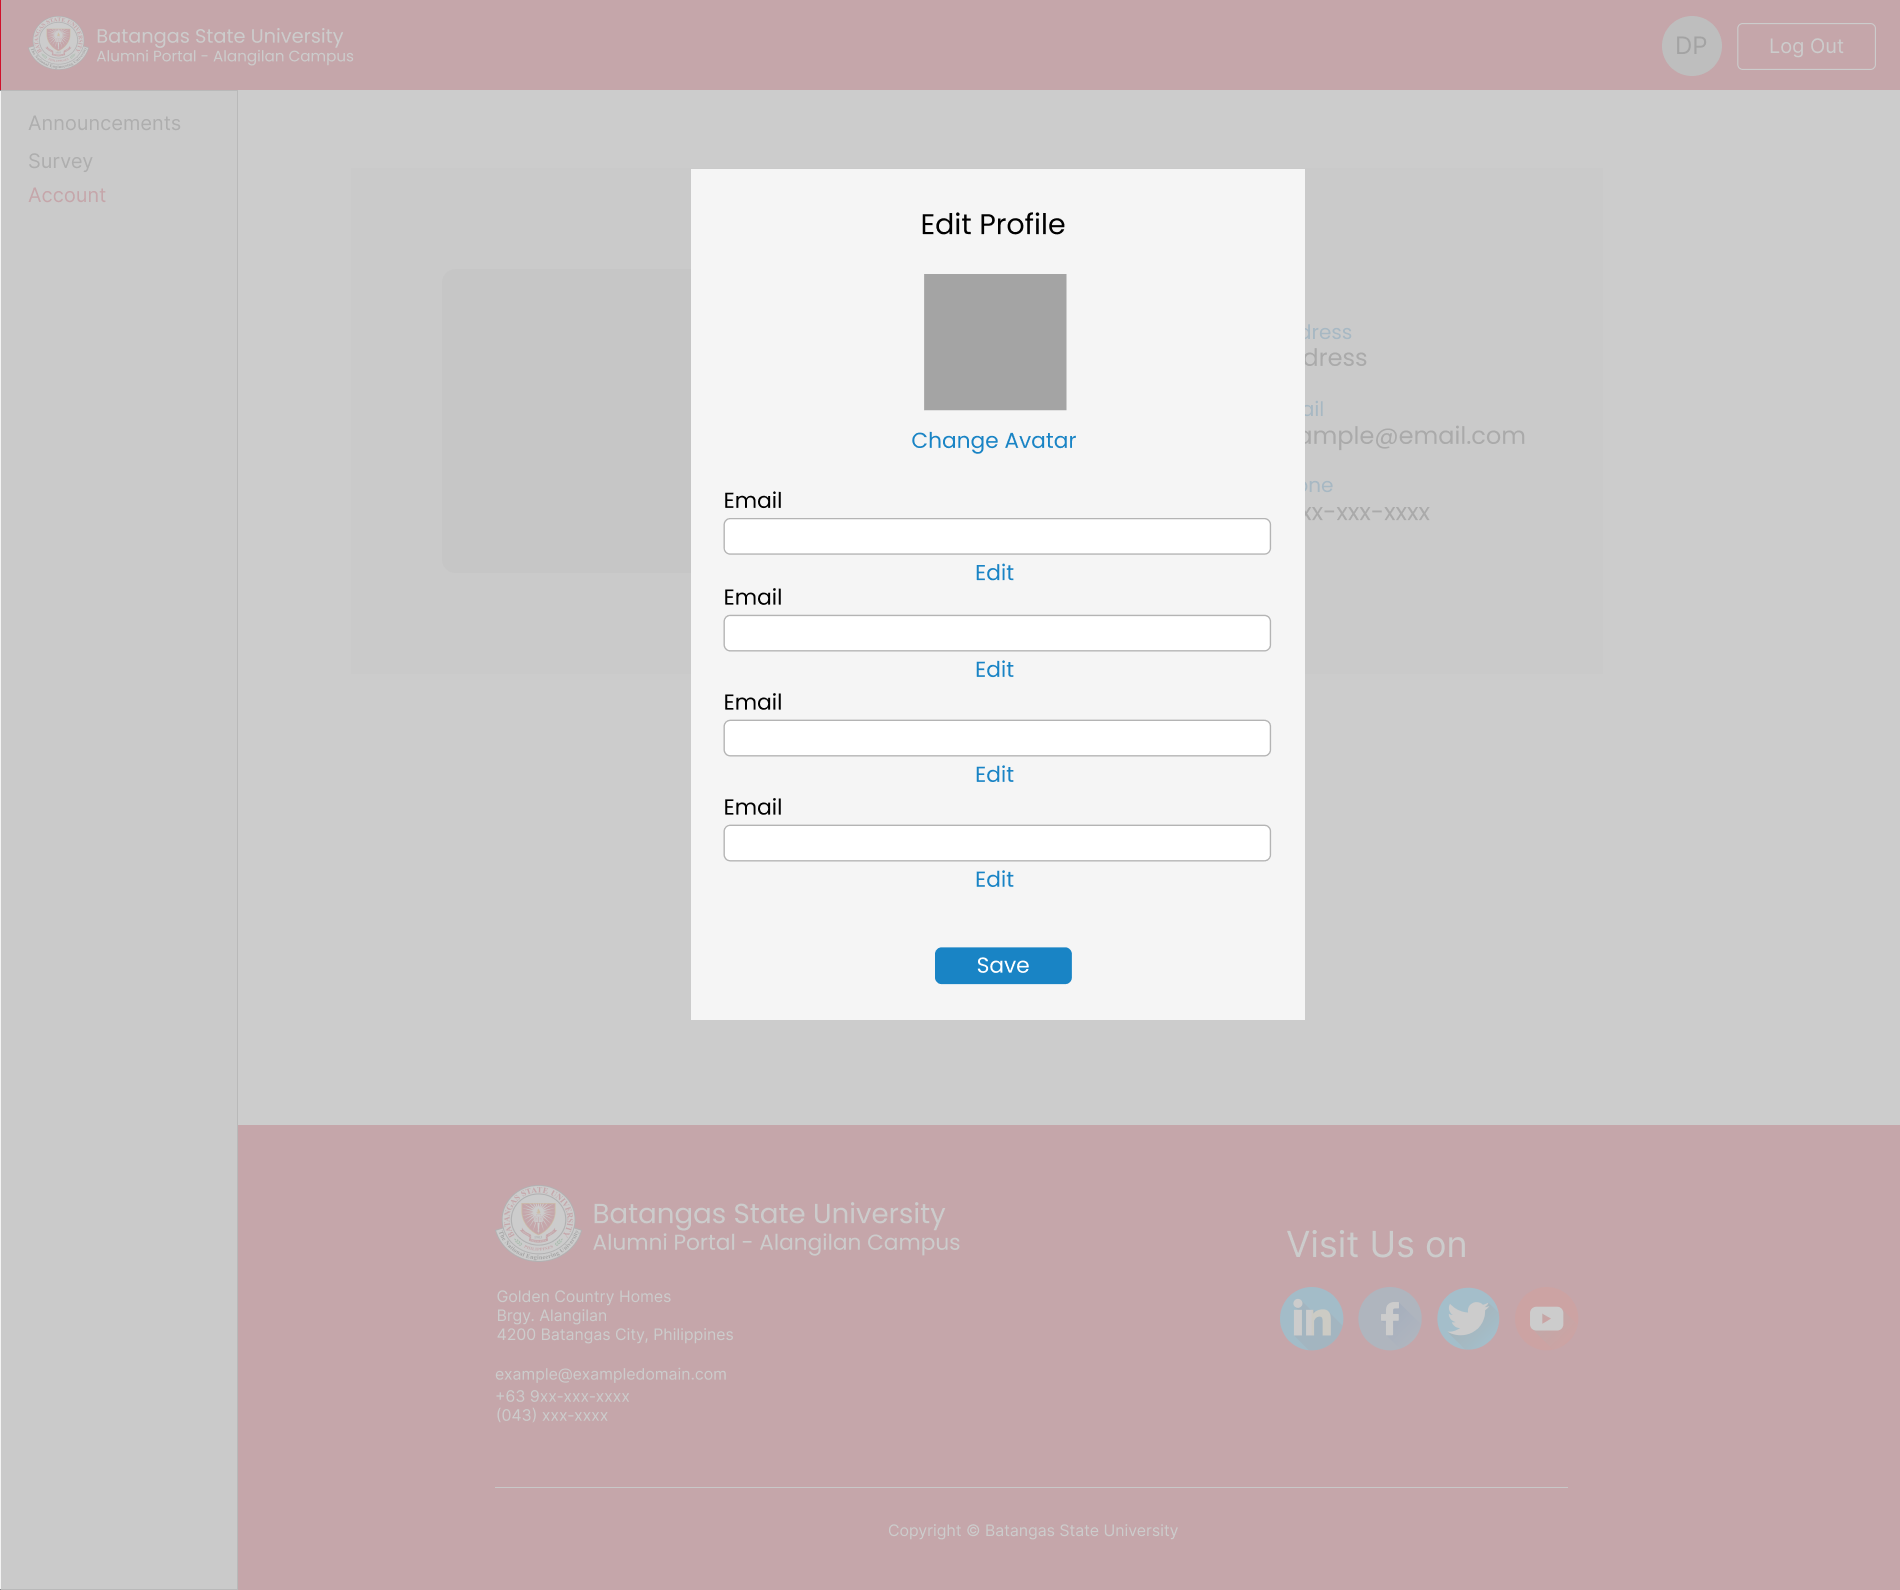 Batangas State University
Alumni Portal - Alangilan Campus
DP
Log Out
Announcements
Survey
Account
Edit Profile
Change Avatar
Email
Edit
Email
Edit
Email
Edit
Email
Edit
Save
dress
dress
ail
ample@email.com
one
xx-xxx-xxxx
Batangas State University
Alumni Portal - Alangilan Campus
Golden Country Homes
Brgy. Alangilan
4200 Batangas City, Philippines
example@exampledomain.com
+63 9xx-xxx-xxxx
(043) xxx-xxxx
Visit Us on
in
f
Copyright © Batangas State University